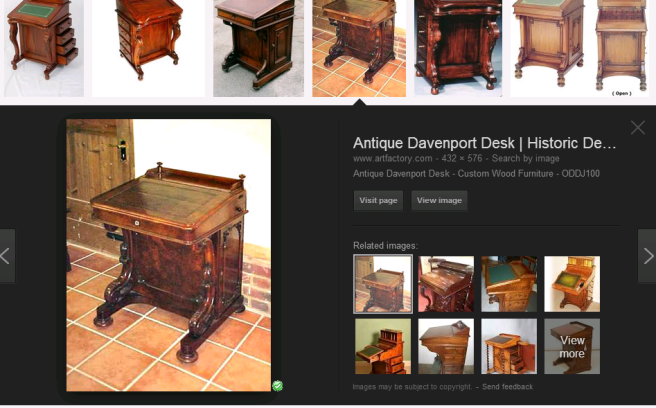 ( Open )
Antique Davenport Desk | Historic De...
www.artfactory.com - 432 × 576 - Search by image
Antique Davenport Desk - Custom Wood Furniture - ODDJ100
Visit page
View image
Related images:
View
more
Images may be subject to copyright. - Send feedback